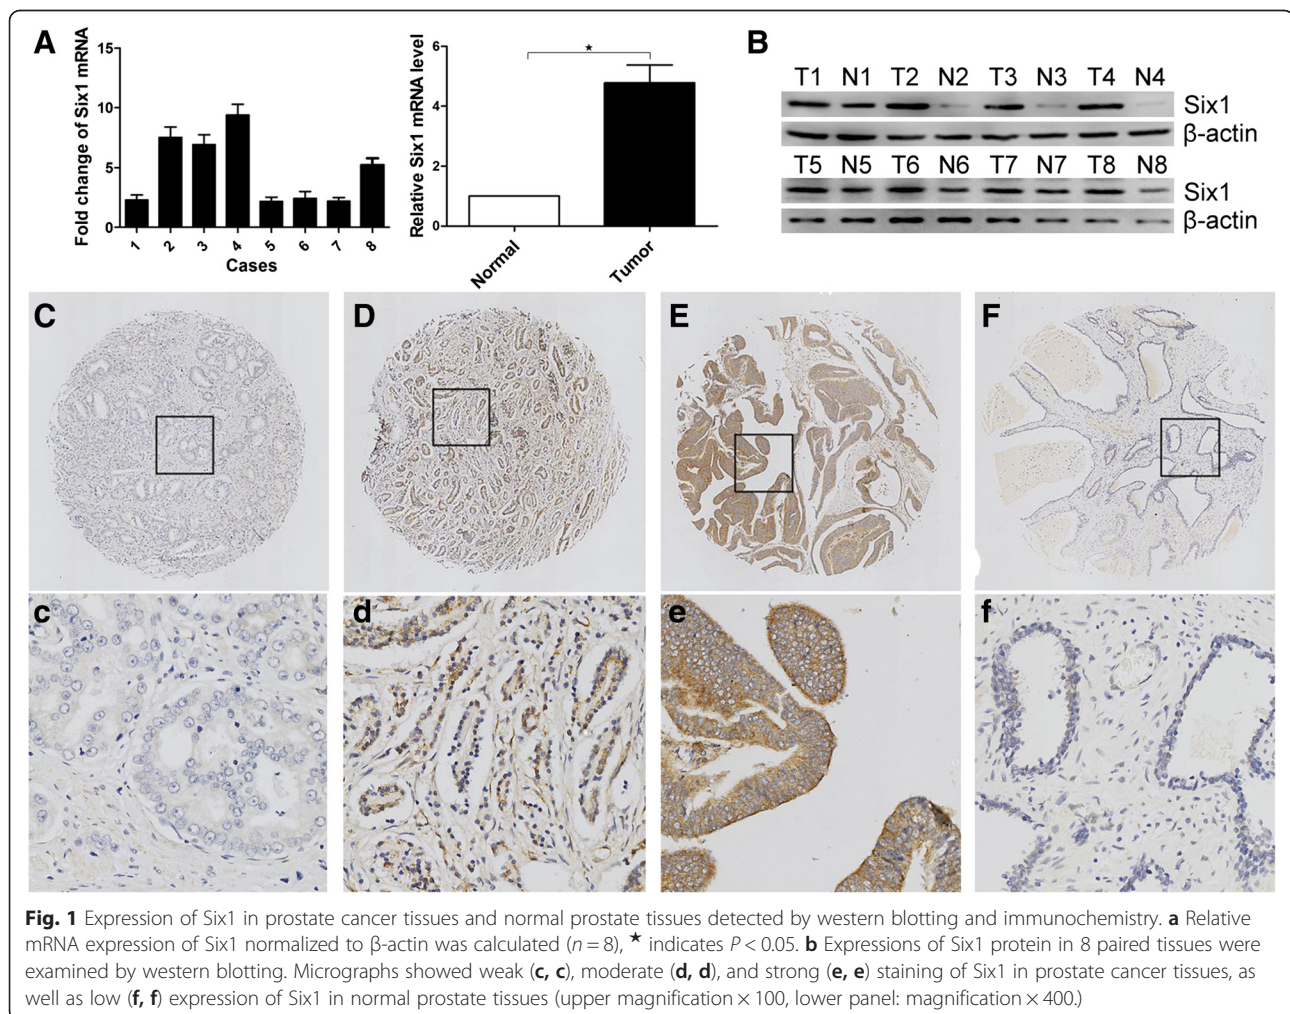 A
Fold change of Six1 mRNA
15
10
5
0
1 2 3 4 5 6 7 8
Cases
Relative Six1 mRNA level
6
4
2
0
★
Normal Tumor
B
T1 N1 T2 N2 T3 N3 T4 N4
Six1
β-actin
T5 N5 T6 N6 T7 N7 T8 N8
Six1
β-actin
C
D
E
F
c
d
e
f
Fig. 1 Expression of Six1 in prostate cancer tissues and normal prostate tissues detected by western blotting and immunochemistry. a Relative
mRNA expression of Six1 normalized to β-actin was calculated (n = 8), ★ indicates P < 0.05. b Expressions of Six1 protein in 8 paired tissues were
examined by western blotting. Micrographs showed weak (c, c), moderate (d, d), and strong (e, e) staining of Six1 in prostate cancer tissues, as
well as low (f, f) expression of Six1 in normal prostate tissues (upper magnification × 100, lower panel: magnification × 400.)